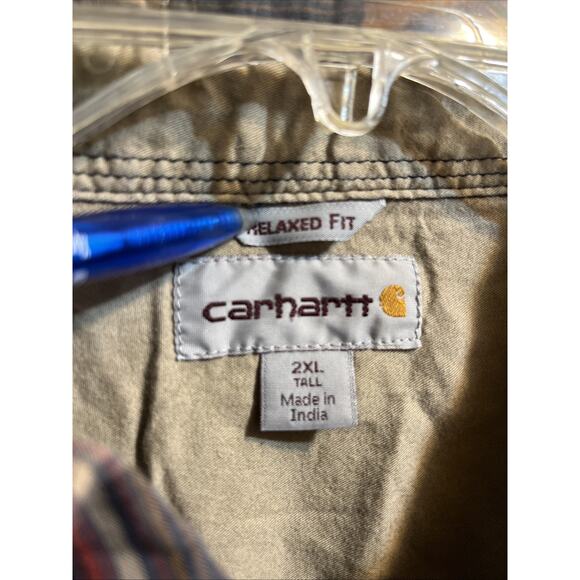 RELAXED FIT
carhartt
2XL
TALL
Made in
India